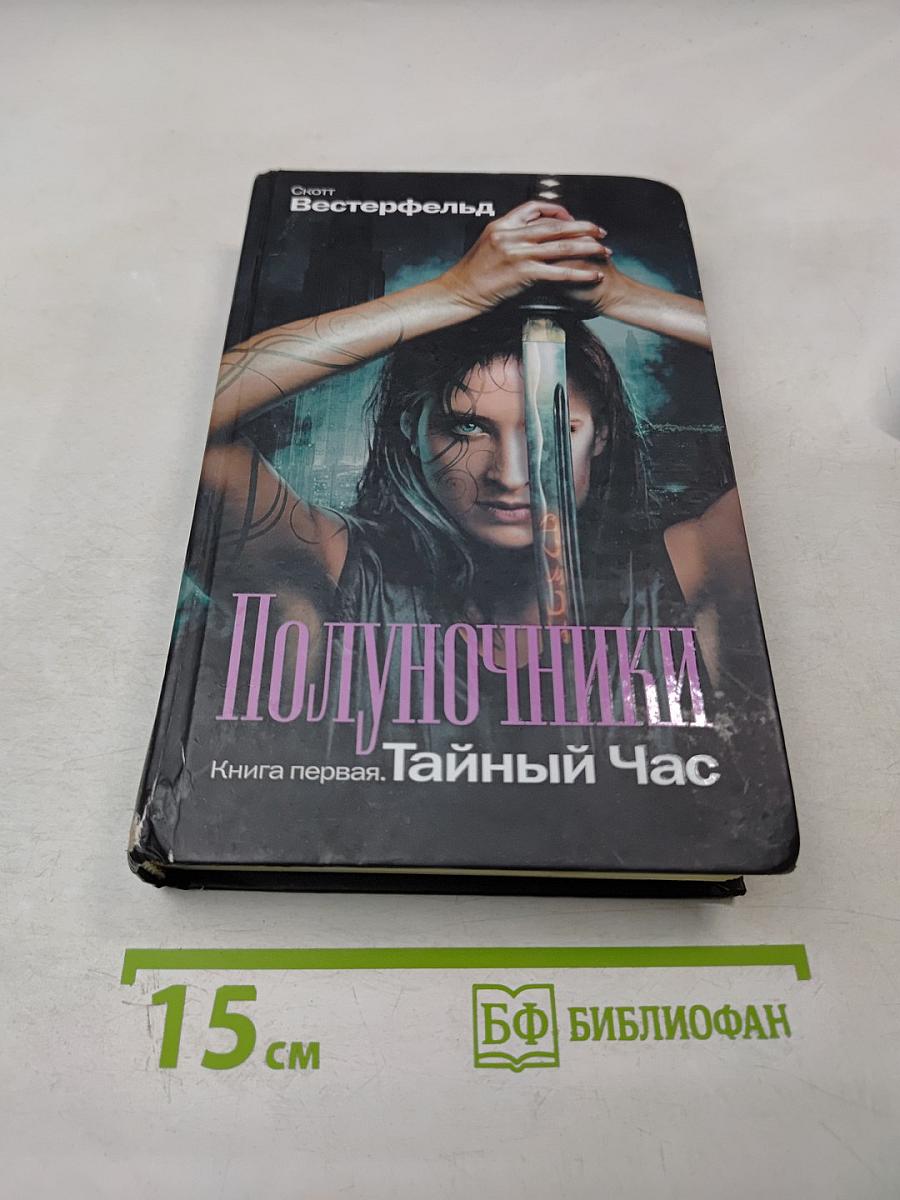 Скотт
Вестерфельд
Полуночники
Книга первая. Тайный Час
15 см
БФ БИБЛИОФАН